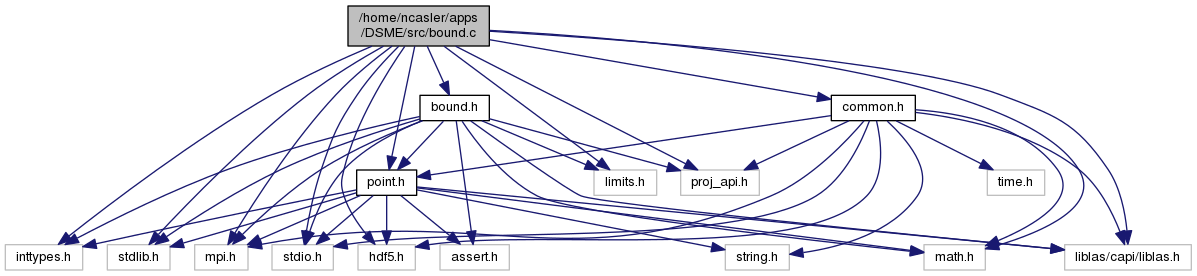 /home/ncasler/apps
/DSME/src/bound.c
bound.h
common.h
point.h
limits.h
proj_api.h
time.h
inttypes.h
stdlib.h
mpi.h
stdio.h
hdf5.h
assert.h
string.h
math.h
liblas/capi/liblas.h